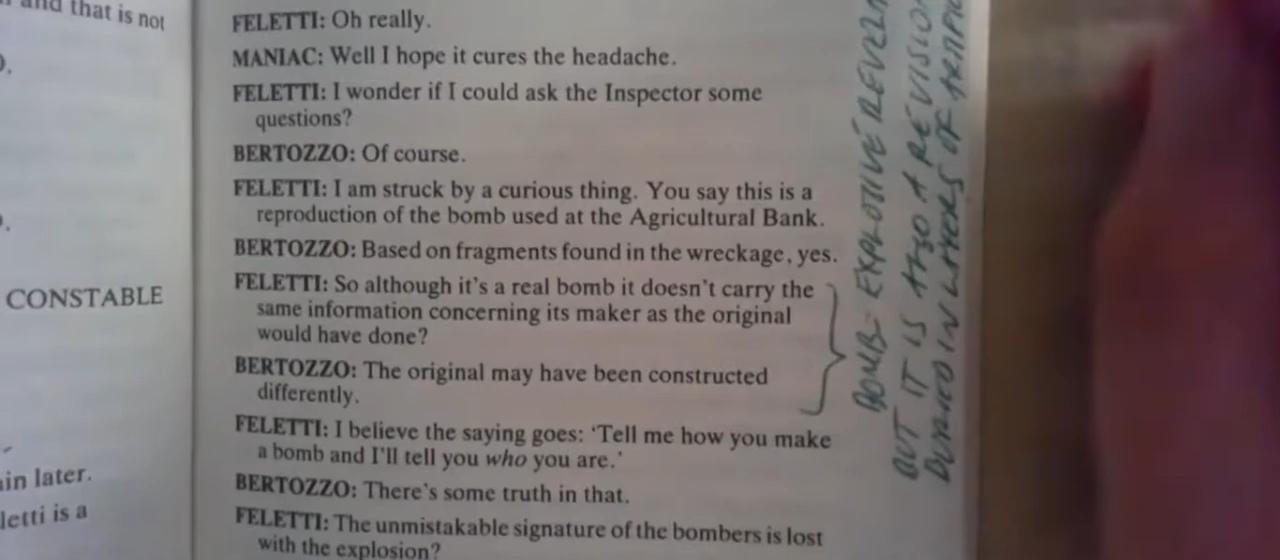 and that is not
CONSTABLE
in later.
letti is a
FELETTI: Oh really.
MANIAC: Well I hope it cures the headache.
FELETTI: I wonder if I could ask the Inspector some
questions?
BERTOZZO: Of course.
FELETTI: I am struck by a curious thing. You say this is a
reproduction of the bomb used at the Agricultural Bank.
BERTOZZO: Based on fragments found in the wreckage, yes.
FELETTI: So although it's a real bomb it doesn't carry the
same information concerning its maker as the original
would have done?
BERTOZZO: The original may have been constructed
differently.
FELETTI: I believe the saying goes: 'Tell me how you make
a bomb and I'll tell you who you are.'
BERTOZZO: There's some truth in that.
FELETTI: The unmistakable signature of the bombers is lost
with the explosion?
BOMB = EXPLOTIVE
BUT IT IS ALSO A REVISION
IN LAYERS OF